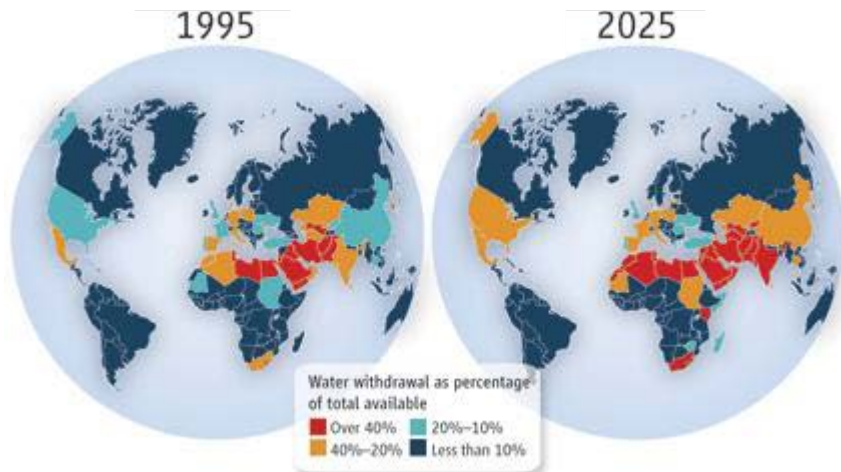 1995
2025
Water withdrawal as percentage
of total available
Over 40%
20%–10%
40%–20%
Less than 10%